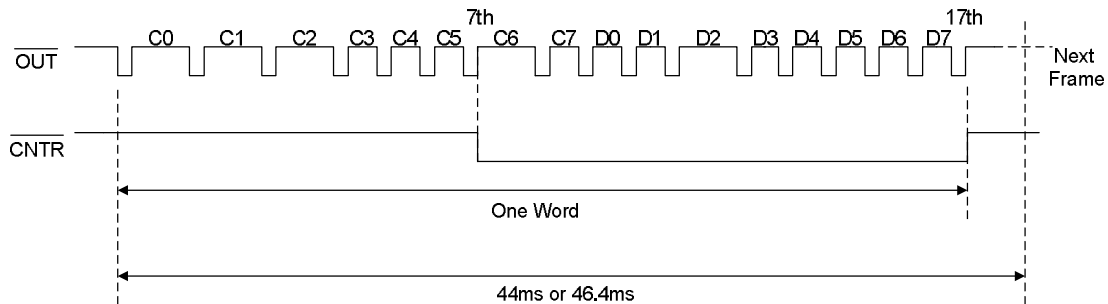 7th 17th
C0 C1 C2 C3 C4 C5 C6 C7 D0 D1 D2 D3 D4 D5 D6 D7
OUT
Next
Frame
CNTR
One Word
44ms or 46.4ms